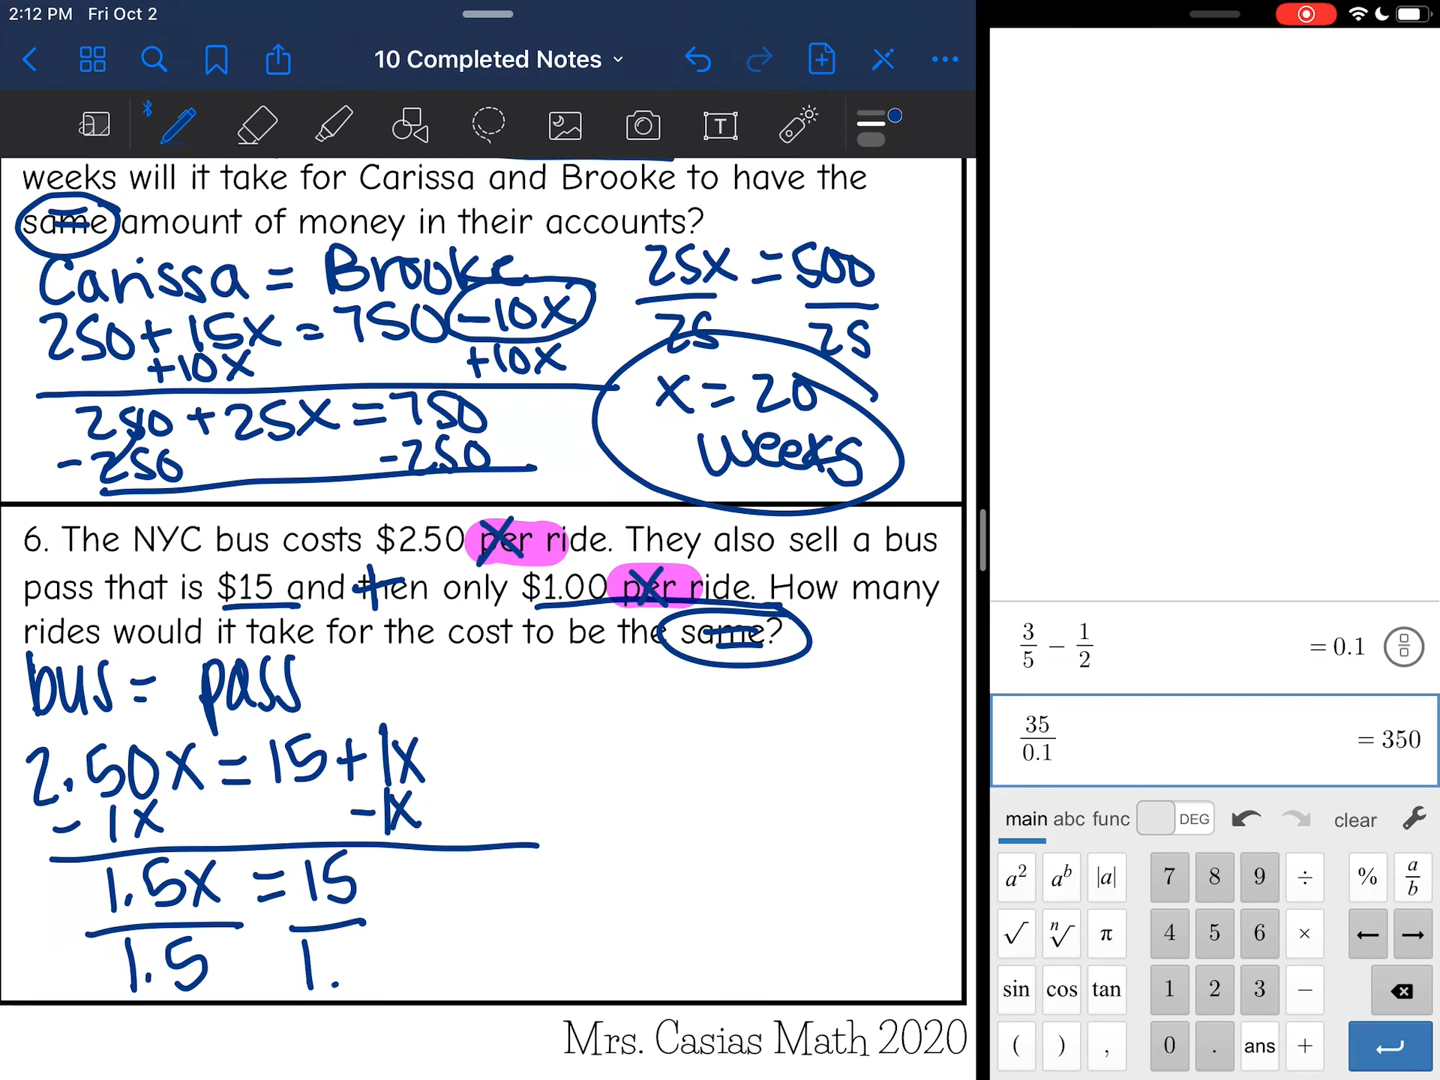 2:12 PM Fri Oct 2
10 Completed Notes
weeks will it take for Carissa and Brooke to have the
same amount of money in their accounts?
=
Carissa = Brooke
250 + 15x = 750 - 10x
+10x +10x
250 + 25x = 750
- 250 - 250
25x = 500
25 25
x = 20
weeks
6. The NYC bus costs $2.50 per ride. They also sell a bus
pass that is $15 and then only $1.00 per ride. How many
rides would it take for the cost to be the same?
x
+ x
=
bus = pass
2.50x = 15 + 1x
- 1x - 1x
1.5x = 15
1.5 1.
Mrs. Casias Math 2020
3/5 - 1/2 = 0.1
35/0.1 = 350
main abc func DEG clear
a² aᵇ |a| 7 8 9 ÷ % a/b
√ ⁿ√ π 4 5 6 × ← →
sin cos tan 1 2 3 −
( ) , 0 . ans +